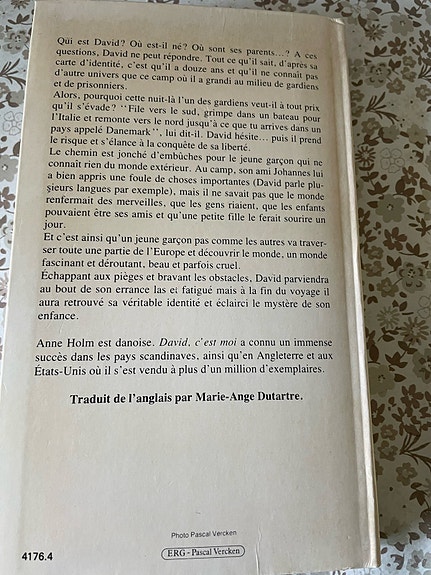 Qui est David? Où est-il né? Où sont ses parents...? A ces
questions, David ne peut répondre. Tout ce qu'il sait, d'après sa
carte d'identité, c'est qu'il a douze ans et qu'il ne connaît pas
d'autre univers que ce camp où il a grandi au milieu de gardiens
et de prisonniers.
Alors, pourquoi cette nuit-là l'un des gardiens veut-il à tout prix
qu'il s'évade? "File vers le sud, grimpe dans un bateau pour
l'Italie et remonte vers le nord jusqu'à ce que tu arrives dans un
pays appelé Danemark", lui dit-il. David hésite... puis il prend
le risque et s'élance à la conquête de sa liberté.
Le chemin est jonché d'embûches pour le jeune garçon qui ne
connaît rien du monde extérieur. Au camp, son ami Johannes lui
a bien appris une foule de choses importantes (David parle plu-
sieurs langues par exemple), mais il ne savait pas que le monde
renfermait des merveilles, que les gens riaient, que les enfants
pouvaient être ses amis et qu'une petite fille le ferait sourire un
jour.
Et c'est ainsi qu'un jeune garçon pas comme les autres va traver-
ser toute une partie de l'Europe et découvrir le monde, un monde
fascinant et déroutant, beau et parfois cruel.
Échappant aux pièges et bravant les obstacles, David parviendra
au bout de son errance las et fatigué mais à la fin du voyage il
aura retrouvé sa véritable identité et éclairci le mystère de son
enfance.
Anne Holm est danoise. David, c'est moi a connu un immense
succès dans les pays scandinaves, ainsi qu'en Angleterre et aux
États-Unis où il s'est vendu à plus d'un million d'exemplaires.
Traduit de l'anglais par Marie-Ange Dutartre.
Photo Pascal Vercken
ERG - Pascal Vercken
4176.4